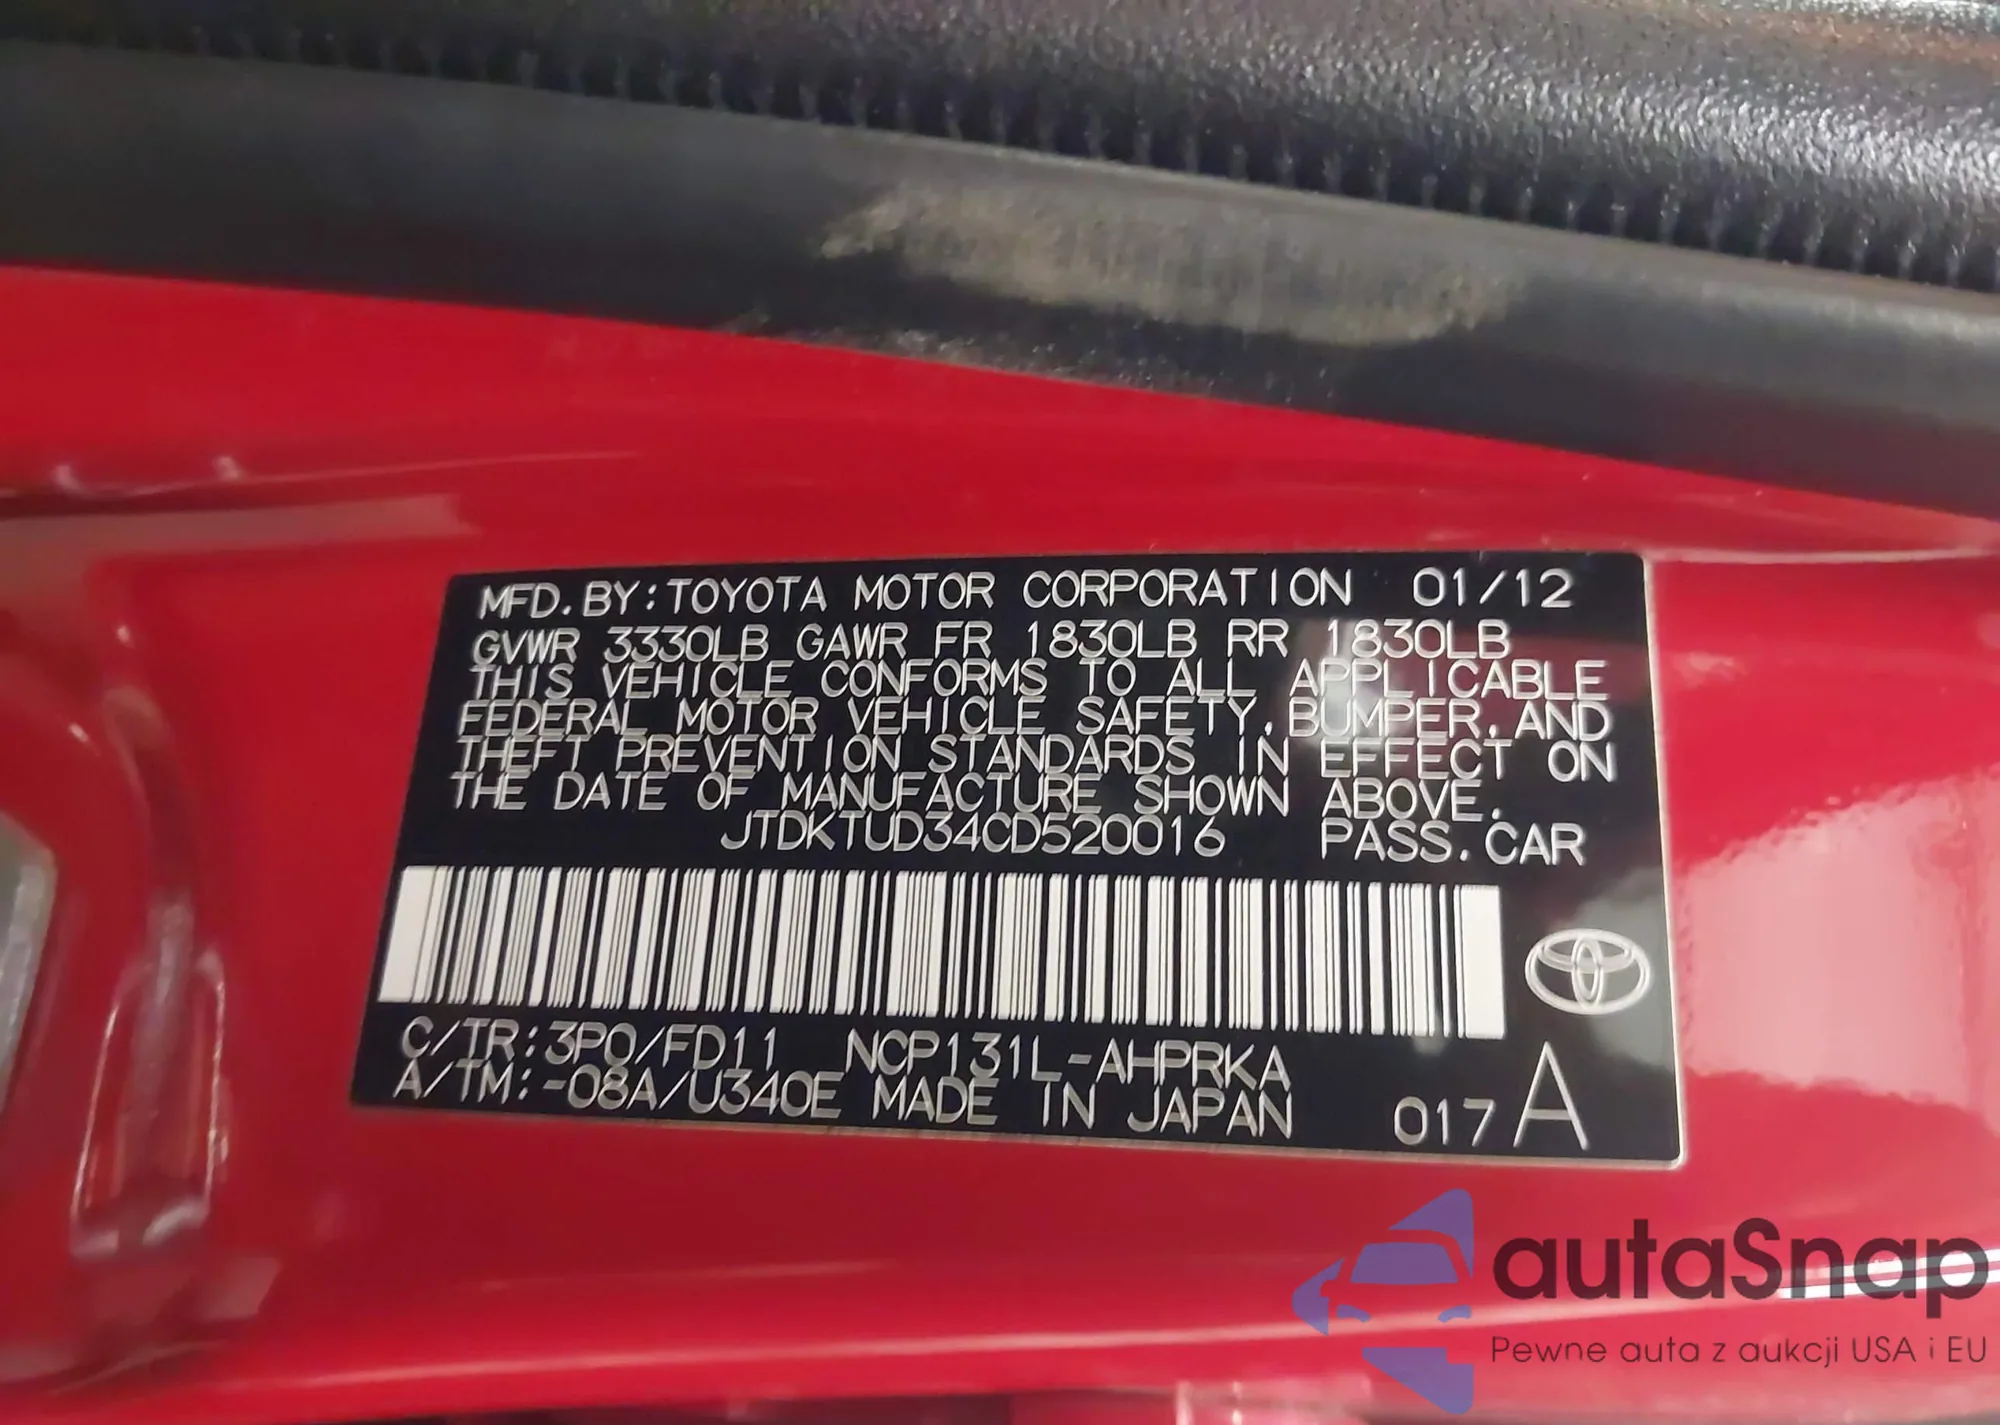 MFD.BY:TOYOTA MOTOR CORPORATION 01/12
GVWR 3330LB GAWR FR 1830LB RR 1830LB
THIS VEHICLE CONFORMS TO ALL APPLICABLE
FEDERAL MOTOR VEHICLE SAFETY,BUMPER,AND
THEFT PREVENTION STANDARDS IN EFFECT ON
THE DATE OF MANUFACTURE SHOWN ABOVE.
JTDKTUD34CD520016 PASS.CAR
C/TR:3P0/FD11 NCP131L-AHPRKA
A/TM:-08A/U340E MADE IN JAPAN 017A
autaSnap
Pewne auta z aukcji USA i EU